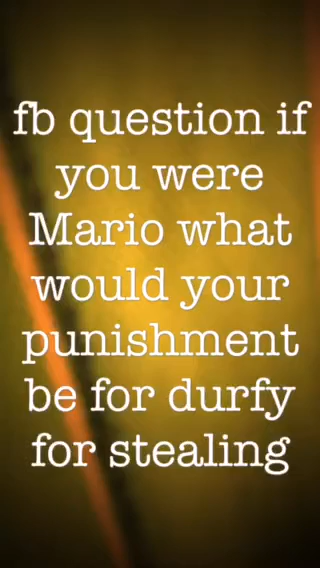 fb question if
you were
Mario what
would your
punishment
be for durfy
for stealing